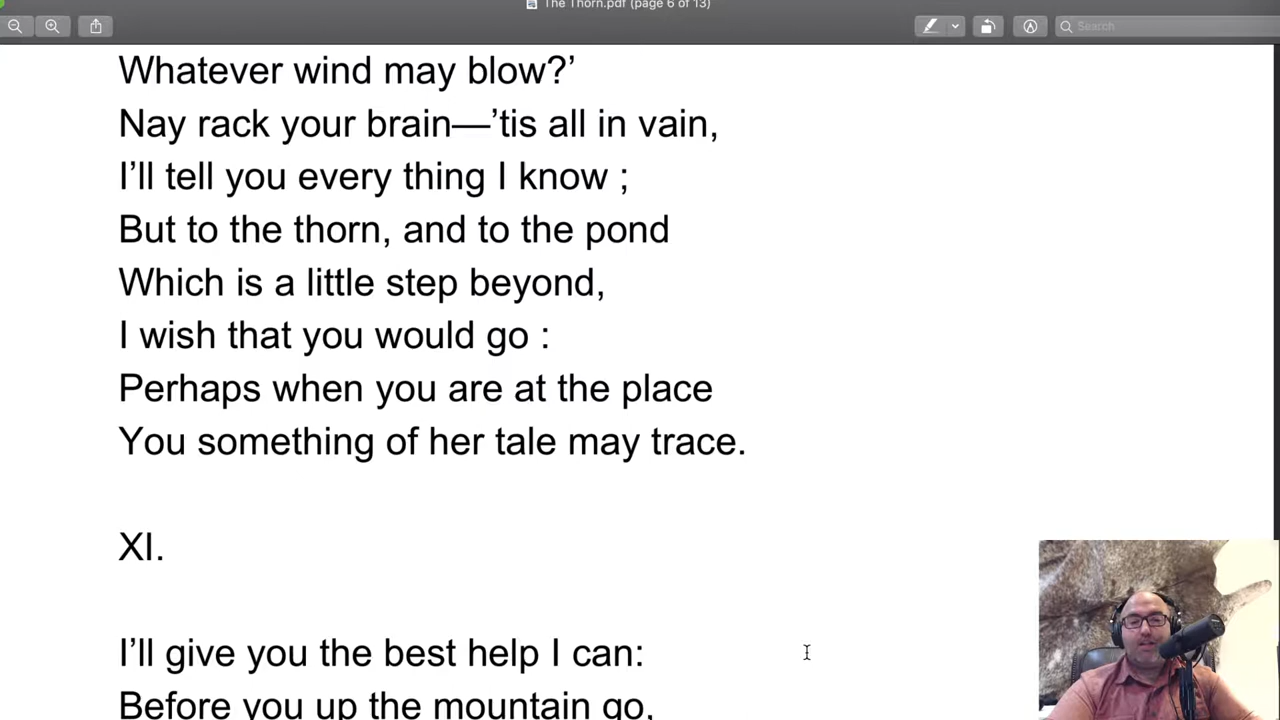 The Thorn.pdf (page 6 of 13)
Search
Whatever wind may blow?’
Nay rack your brain—’tis all in vain,
I’ll tell you every thing I know ;
But to the thorn, and to the pond
Which is a little step beyond,
I wish that you would go :
Perhaps when you are at the place
You something of her tale may trace.
XI.
I’ll give you the best help I can:
Before you up the mountain go,